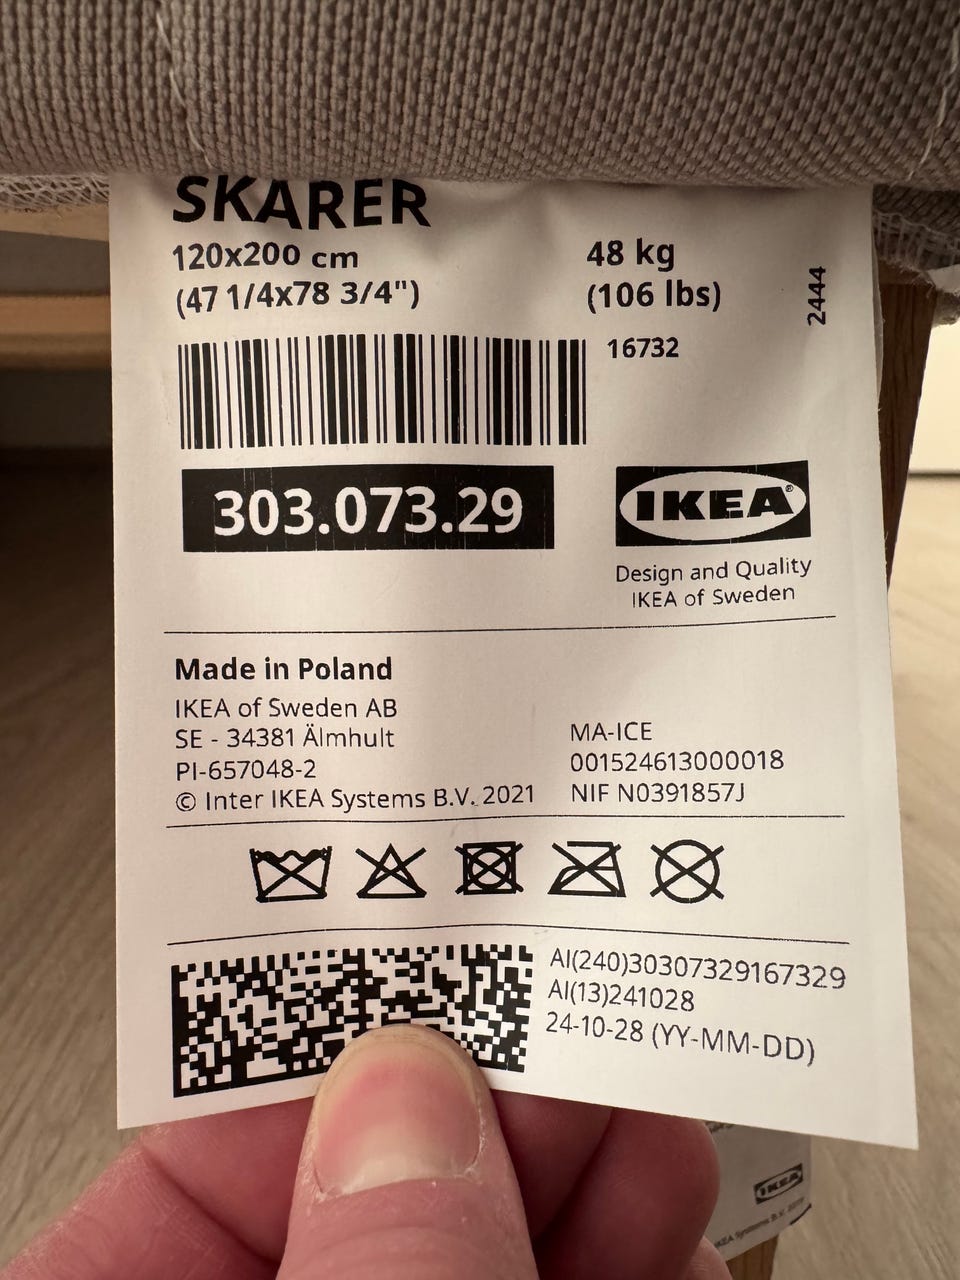 SKÅRER
120x200 cm
(47 1/4x78 3/4")
48 kg
(106 lbs)
2444
16732
303.073.29
IKEA®
Design and Quality
IKEA of Sweden
Made in Poland
IKEA of Sweden AB
SE - 34381 Älmhult
PI-657048-2
© Inter IKEA Systems B.V. 2021
MA-ICE
001524613000018
NIF N0391857J
AI(240)30307329167329
AI(13)241028
24-10-28 (YY-MM-DD)
IKEA
IKEA Systems B.V.